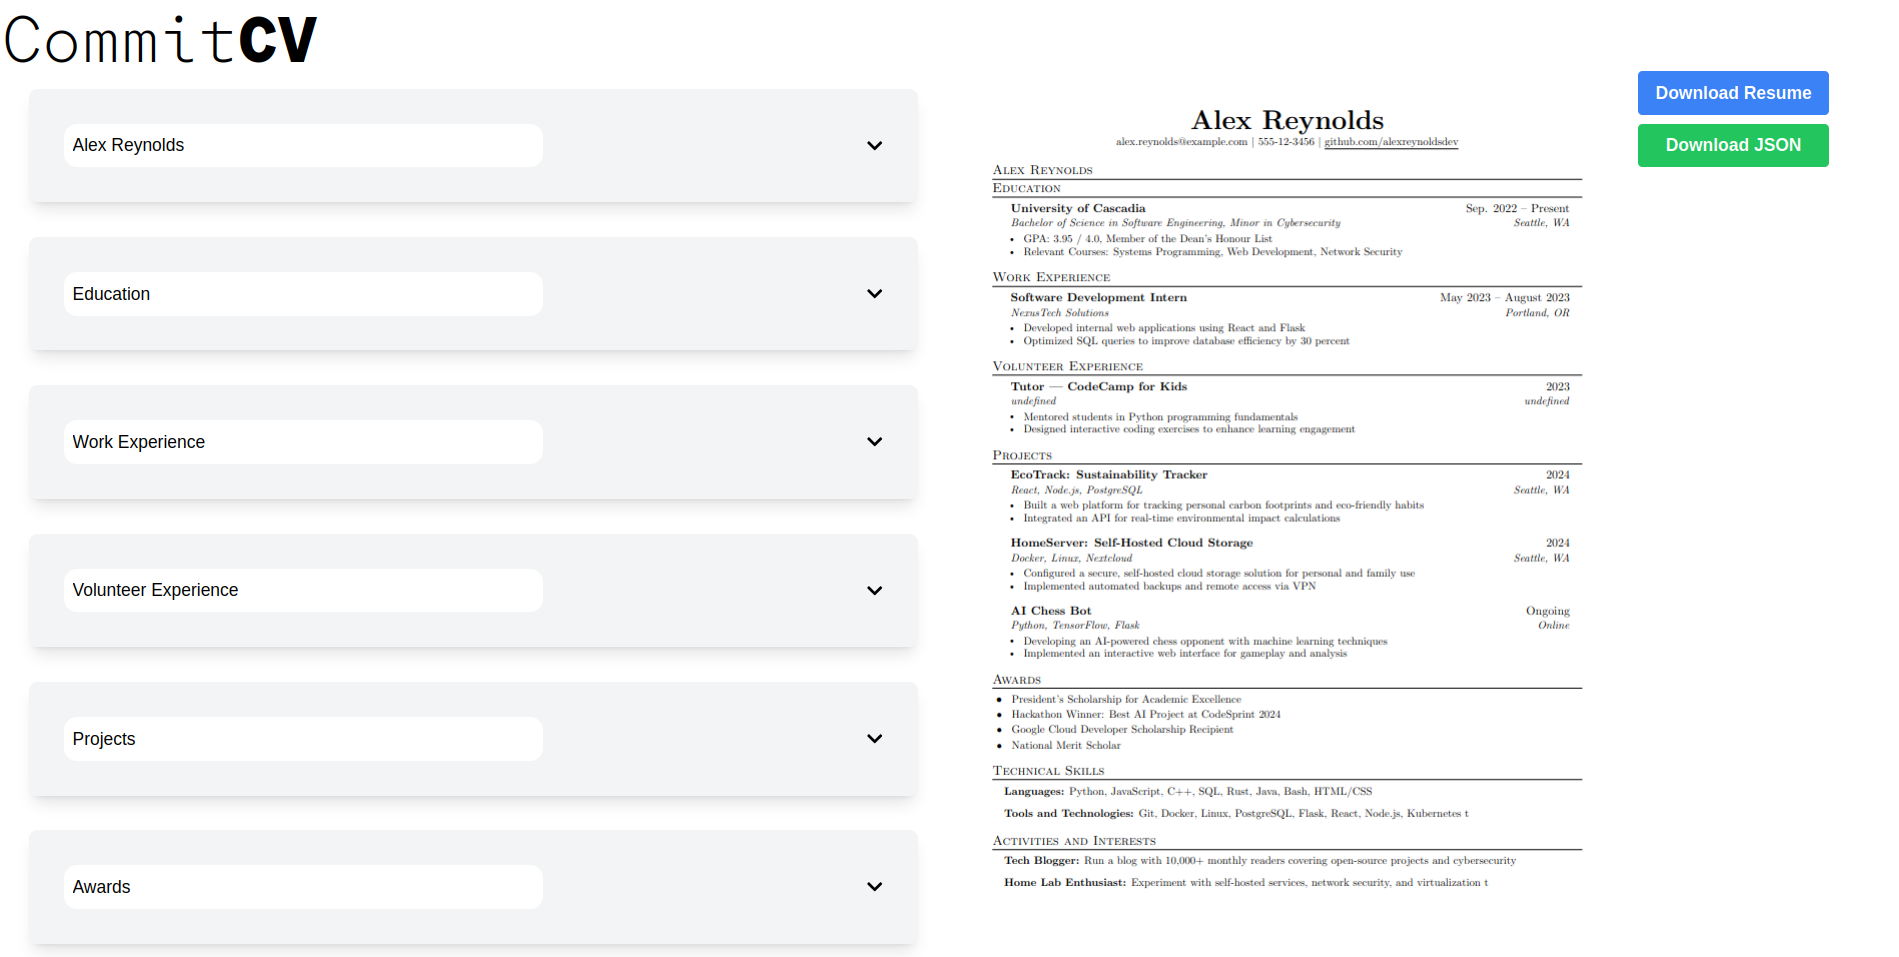 CommitCV
Alex Reynolds
Education
Work Experience
Volunteer Experience
Projects
Awards
Alex Reynolds
alex.reynolds@example.com | 555-12-3456 | github.com/alexreynoldsdev
Alex Reynolds
Education
University of Cascadia Sep. 2022 – Present
Bachelor of Science in Software Engineering, Minor in Cybersecurity Seattle, WA
• GPA: 3.95 / 4.0, Member of the Dean's Honour List
• Relevant Courses: Systems Programming, Web Development, Network Security
Work Experience
Software Development Intern May 2023 – August 2023
NexusTech Solutions Portland, OR
• Developed internal web applications using React and Flask
• Optimized SQL queries to improve database efficiency by 30 percent
Volunteer Experience
Tutor — CodeCamp for Kids 2023
undefined undefined
• Mentored students in Python programming fundamentals
• Designed interactive coding exercises to enhance learning engagement
Projects
EcoTrack: Sustainability Tracker 2024
React, Node.js, PostgreSQL Seattle, WA
• Built a web platform for tracking personal carbon footprints and eco-friendly habits
• Integrated an API for real-time environmental impact calculations
HomeServer: Self-Hosted Cloud Storage 2024
Docker, Linux, Nextcloud Seattle, WA
• Configured a secure, self-hosted cloud storage solution for personal and family use
• Implemented automated backups and remote access via VPN
AI Chess Bot Ongoing
Python, TensorFlow, Flask Online
• Developing an AI-powered chess opponent with machine learning techniques
• Implemented an interactive web interface for gameplay and analysis
Awards
• President's Scholarship for Academic Excellence
• Hackathon Winner: Best AI Project at CodeSprint 2024
• Google Cloud Developer Scholarship Recipient
• National Merit Scholar
Technical Skills
Languages: Python, JavaScript, C++, SQL, Rust, Java, Bash, HTML/CSS
Tools and Technologies: Git, Docker, Linux, PostgreSQL, Flask, React, Node.js, Kubernetes t
Activities and Interests
Tech Blogger: Run a blog with 10,000+ monthly readers covering open-source projects and cybersecurity
Home Lab Enthusiast: Experiment with self-hosted services, network security, and virtualization t
Download Resume
Download JSON